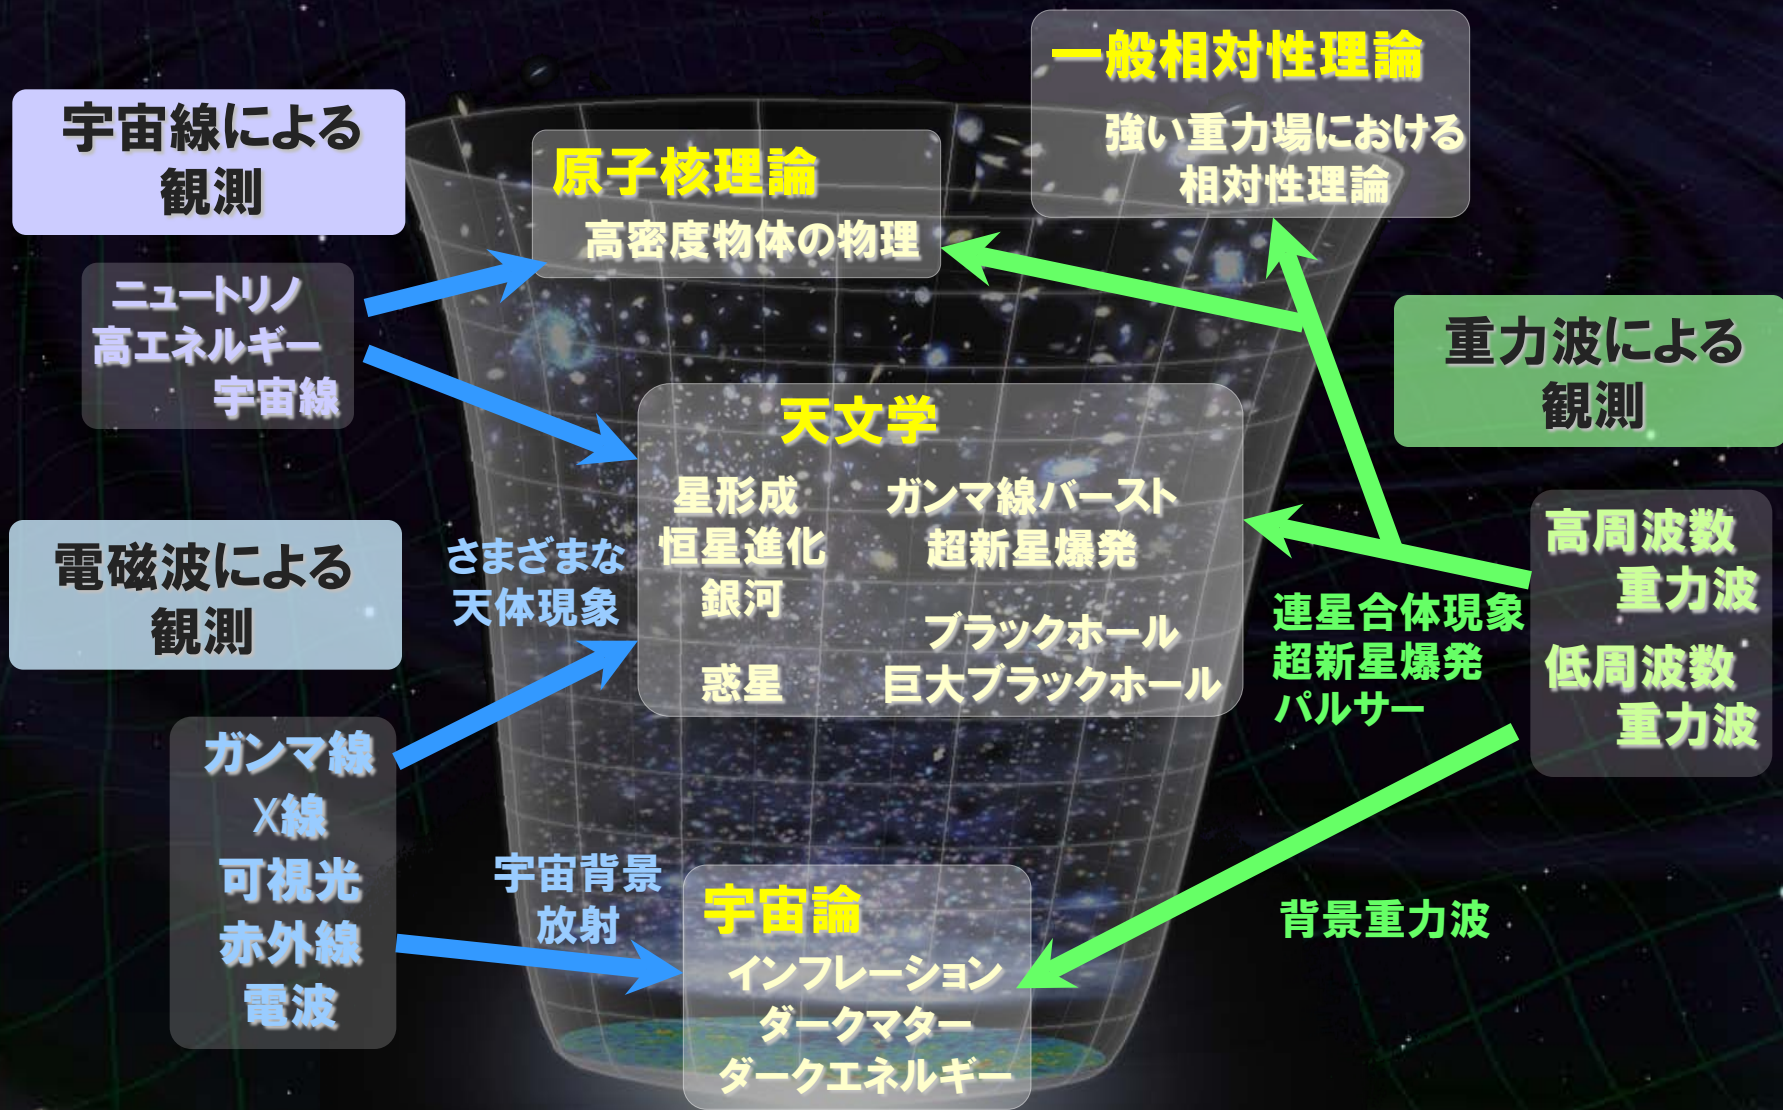 一般相対性理論
強い重力場における
相対性理論
宇宙線による
観測
原子核理論
高密度物体の物理
ニュートリノ
高エネルギー
宇宙線
重力波による
観測
天文学
星形成
恒星進化
銀河
惑星
ガンマ線バースト
超新星爆発
ブラックホール
巨大ブラックホール
電磁波による
観測
さまざまな
天体現象
高周波数
重力波
低周波数
重力波
連星合体現象
超新星爆発
パルサー
ガンマ線
X線
可視光
赤外線
電波
宇宙背景
放射
宇宙論
インフレーション
ダークマター
ダークエネルギー
背景重力波